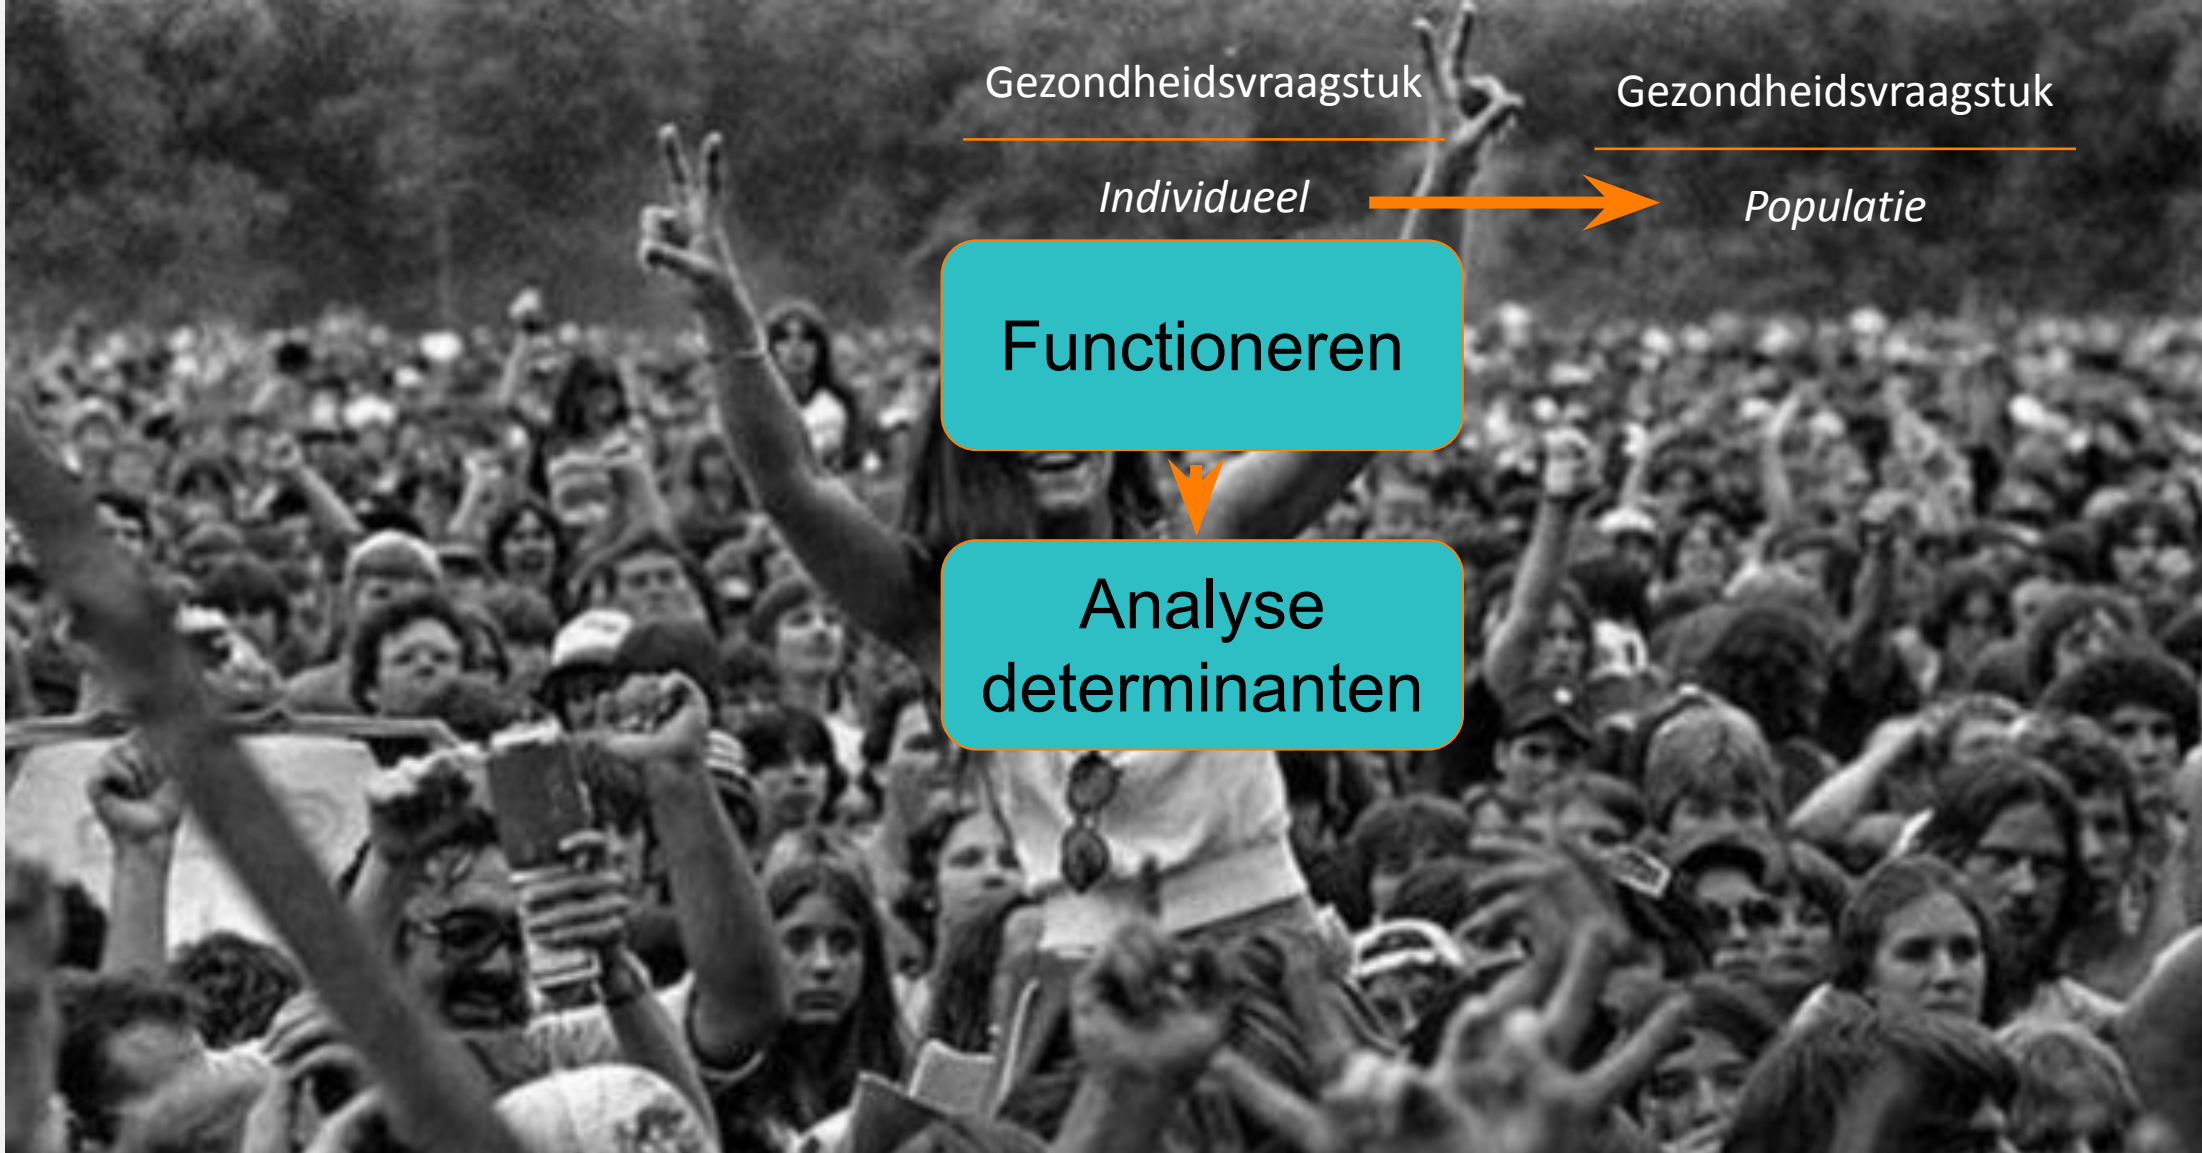 Gezondheidsvraagstuk
Individueel
Gezondheidsvraagstuk
Populatie
Functioneren
Analyse
determinanten